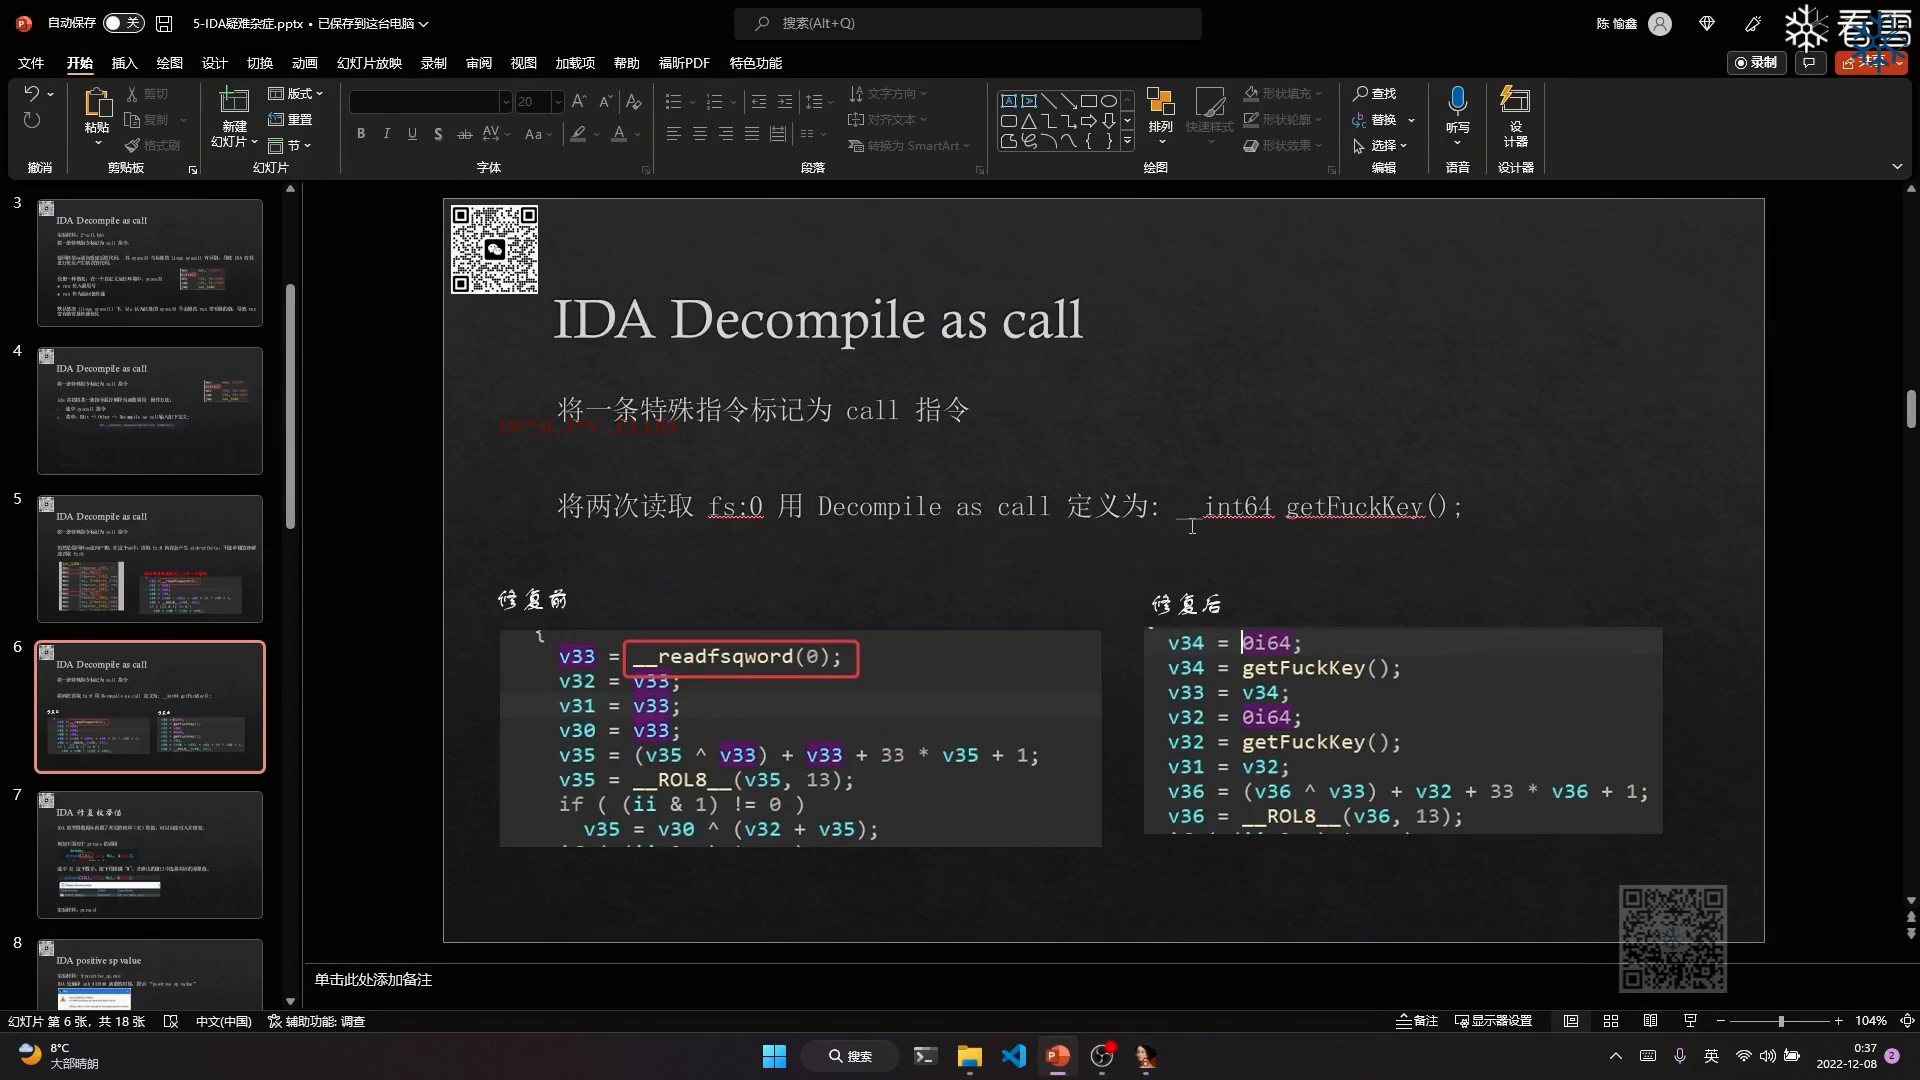 自动保存
关
5-IDA疑难杂症.pptx • 已保存到这台电脑
搜索(Alt+Q)
陈 愉鑫
看雪
文件
开始
插入
绘图
设计
切换
动画
幻灯片放映
录制
审阅
视图
加载项
帮助
福昕PDF
特色功能
录制
共享
撤消
粘贴
剪切
复制
格式刷
剪贴板
新建
幻灯片
版式
重置
节
幻灯片
20
字体
文字方向
对齐文本
转换为 SmartArt
段落
排列
快速样式
形状填充
形状轮廓
形状效果
绘图
查找
替换
选择
编辑
听写
语音
设
计器
设计器
3
IDA Decompile as call
4
IDA Decompile as call
5
IDA Decompile as call
6
IDA Decompile as call
7
IDA 修复枚举值
8
IDA positive sp value
IDA Decompile as call
将一条特殊指令标记为 call 指令
将两次读取 fs:0 用 Decompile as call 定义为: __int64 getFuckKey();
修复前
{
v33 = __readfsqword(0);
v32 = v33;
v31 = v33;
v30 = v33;
v35 = (v35 ^ v33) + v33 + 33 * v35 + 1;
v35 = __ROL8__(v35, 13);
if ( (ii & 1) != 0 )
v35 = v30 ^ (v32 + v35);
修复后
v34 = 0i64;
v34 = getFuckKey();
v33 = v34;
v32 = 0i64;
v32 = getFuckKey();
v31 = v32;
v36 = (v36 ^ v33) + v32 + 33 * v36 + 1;
v36 = __ROL8__(v36, 13);
单击此处添加备注
幻灯片 第 6 张，共 18 张
中文(中国)
辅助功能: 调查
备注
显示器设置
104%
8°C
大部晴朗
搜索
英
0:37
2022-12-08
2